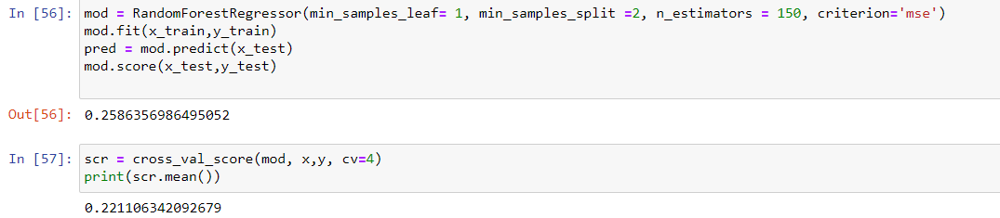 In [56]: mod = RandomForestRegressor(min_samples_leaf= 1, min_samples_split =2, n_estimators = 150, criterion='mse')
mod.fit(x_train,y_train)
pred = mod.predict(x_test)
mod.score(x_test,y_test)
Out[56]: 0.2586356986495052
In [57]: scr = cross_val_score(mod, x,y, cv=4)
print(scr.mean())
0.221106342092679